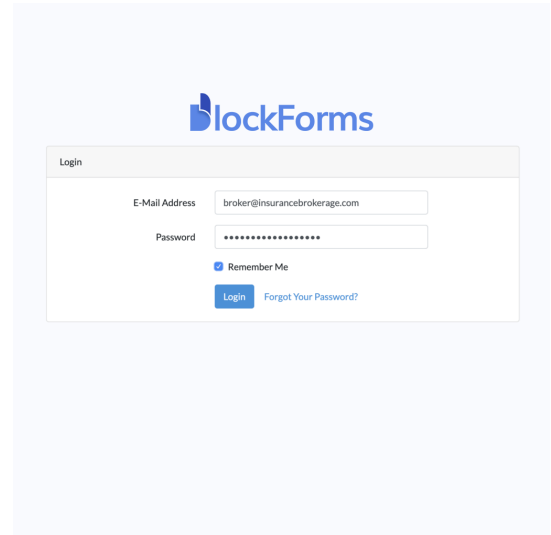 BlockForms
Login
E-Mail Address broker@insurancebrokerage.com
Password ••••••••••••••••••
Remember Me
Login Forgot Your Password?